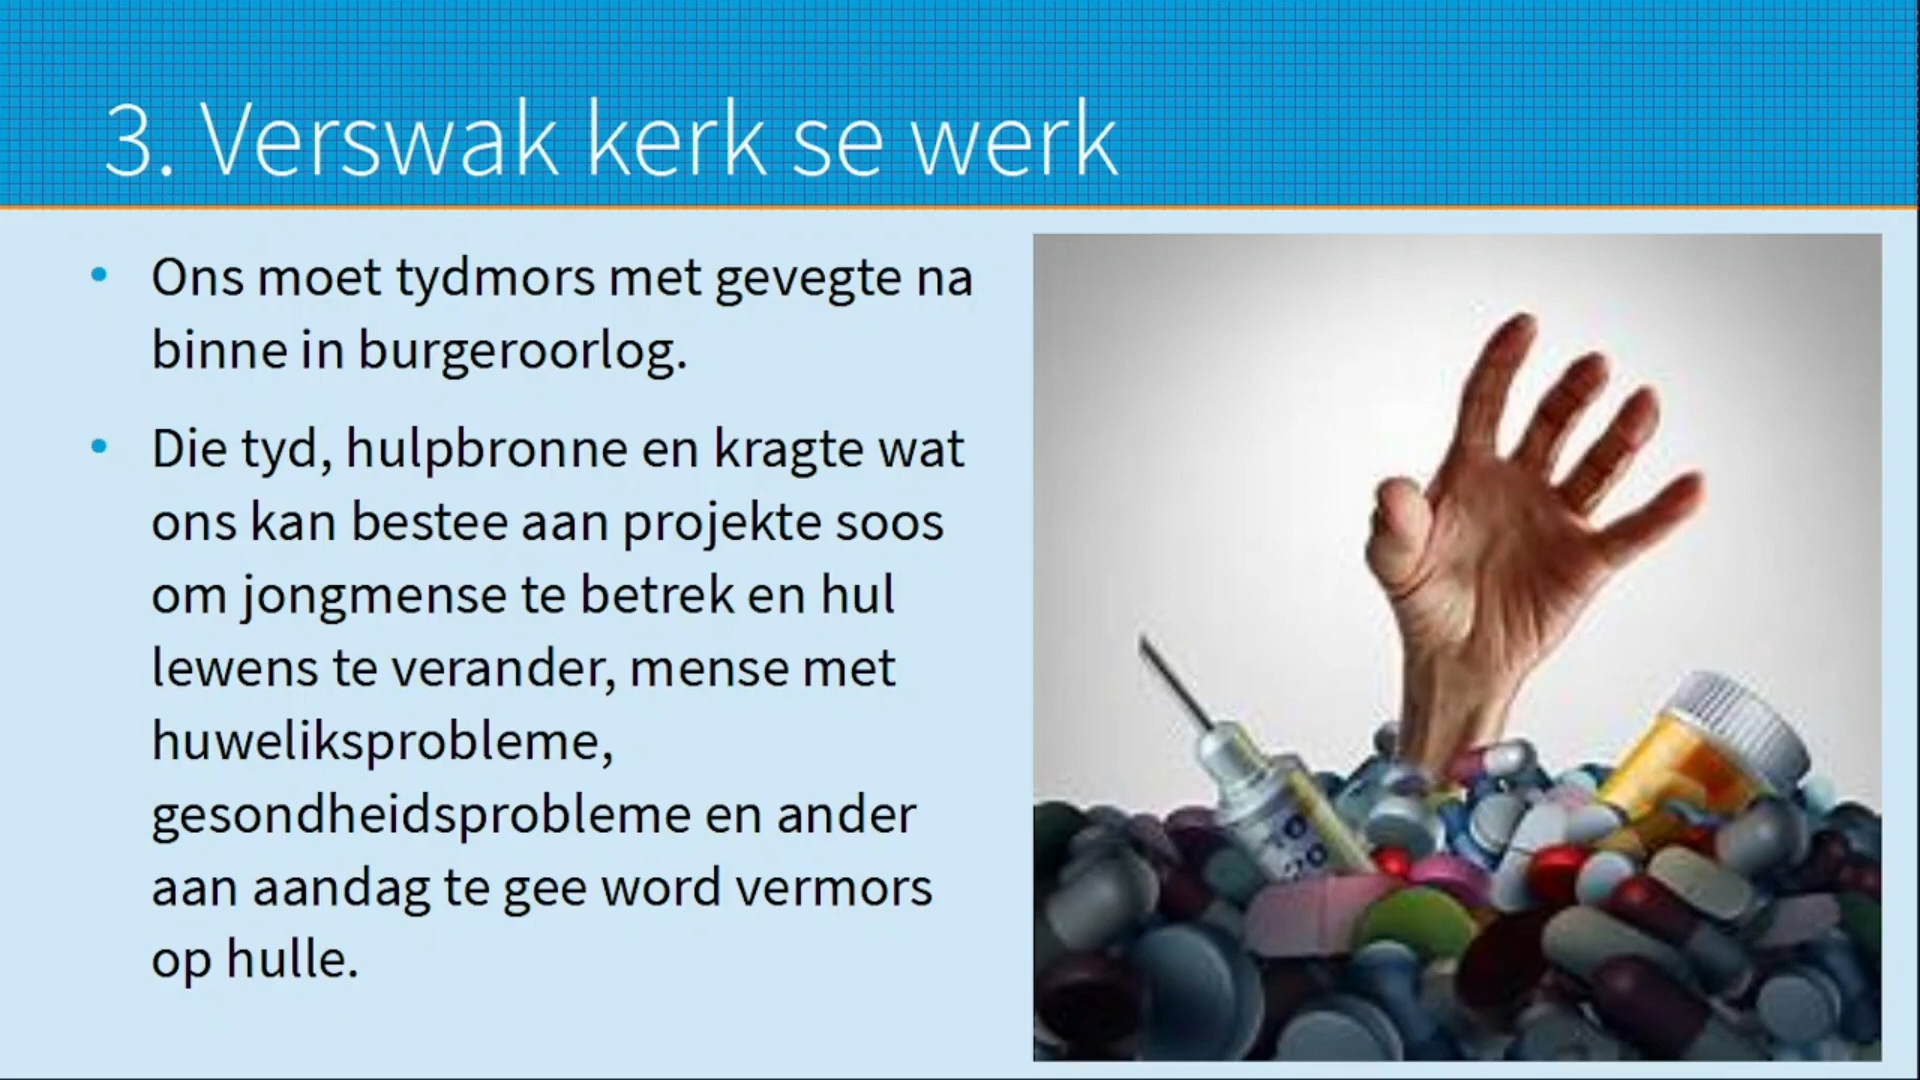 3. Verswak kerk se werk
• Ons moet tydmors met gevegte na
binne in burgeroorlog.
• Die tyd, hulpbronne en kragte wat
ons kan bestee aan projekte soos
om jongmense te betrek en hul
lewens te verander, mense met
huweliksprobleme,
gesondheidsprobleme en ander
aan aandag te gee word vermors
op hulle.
10
20